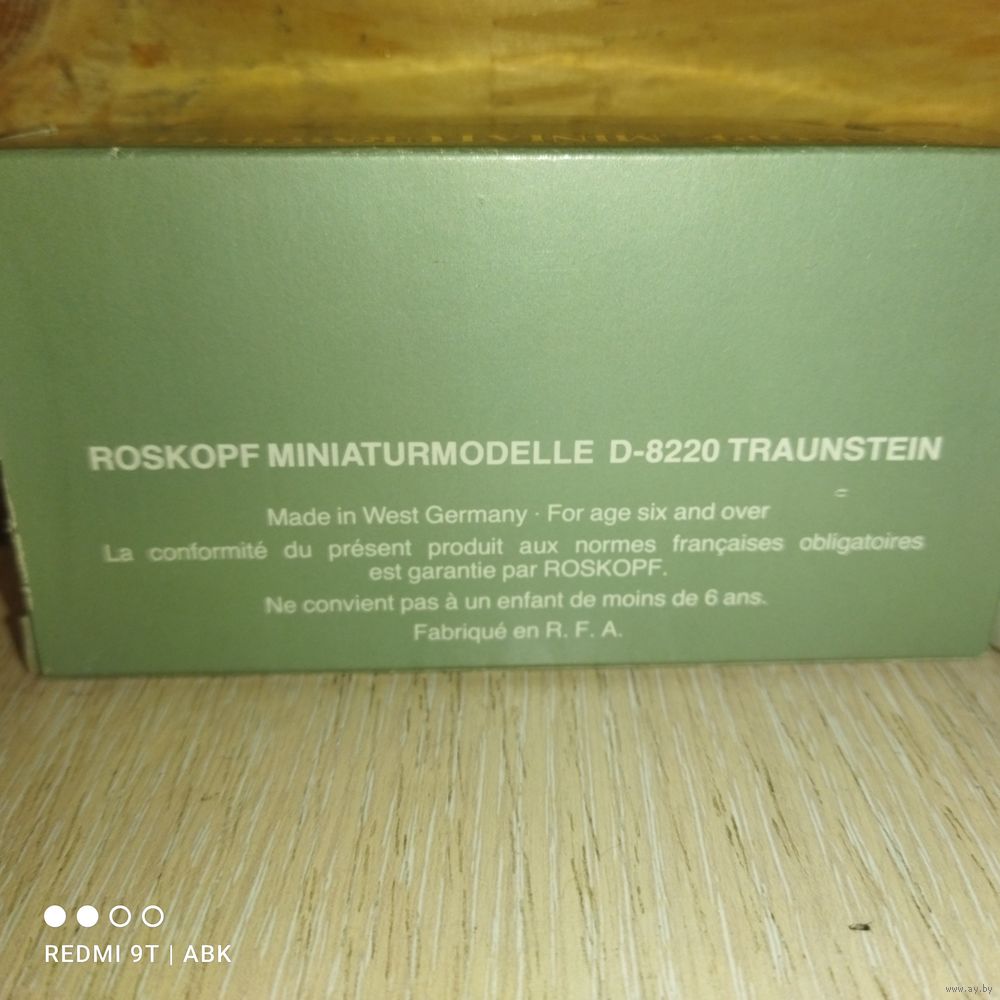 ROSKOPF MINIATURMODELLE D-8220 TRAUNSTEIN
Made in West Germany · For age six and over
La conformité du présent produit aux normes françaises obligatoires
est garantie par ROSKOPF.
Ne convient pas à un enfant de moins de 6 ans.
Fabriqué en R. F. A.
REDMI 9T | ABK
www.ay.by